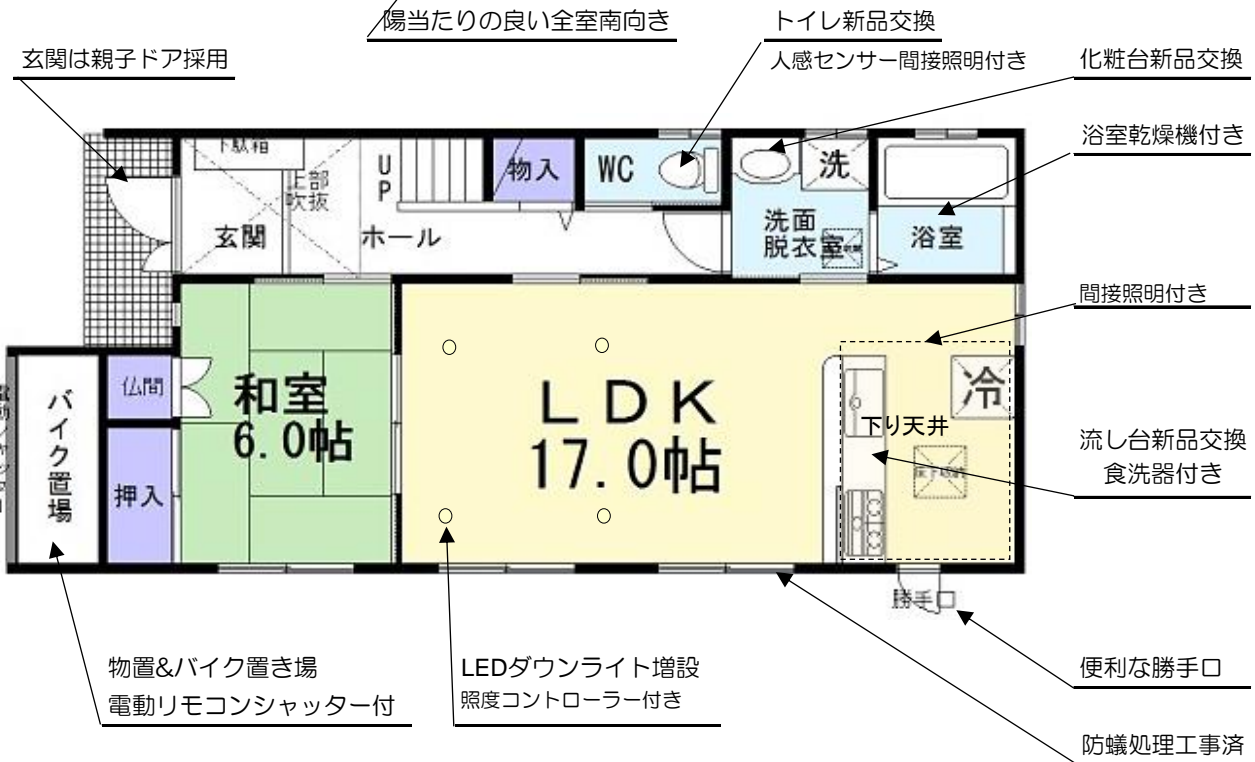 陽当たりの良い全室南向き
トイレ新品交換
人感センサー間接照明付き
玄関は親子ドア採用
化粧台新品交換
浴室乾燥機付き
下駄箱
上部
吹抜
UP
物入
WC
洗
洗面
脱衣室
浴室
玄関
ホール
間接照明付き
仏間
和室
6.0帖
LDK
17.0帖
冷
下り天井
バイク置場
押入
流し台新品交換
食洗器付き
勝手口
物置&バイク置き場
電動リモコンシャッター付
LEDダウンライト増設
照度コントローラー付き
便利な勝手口
防蟻処理工事済